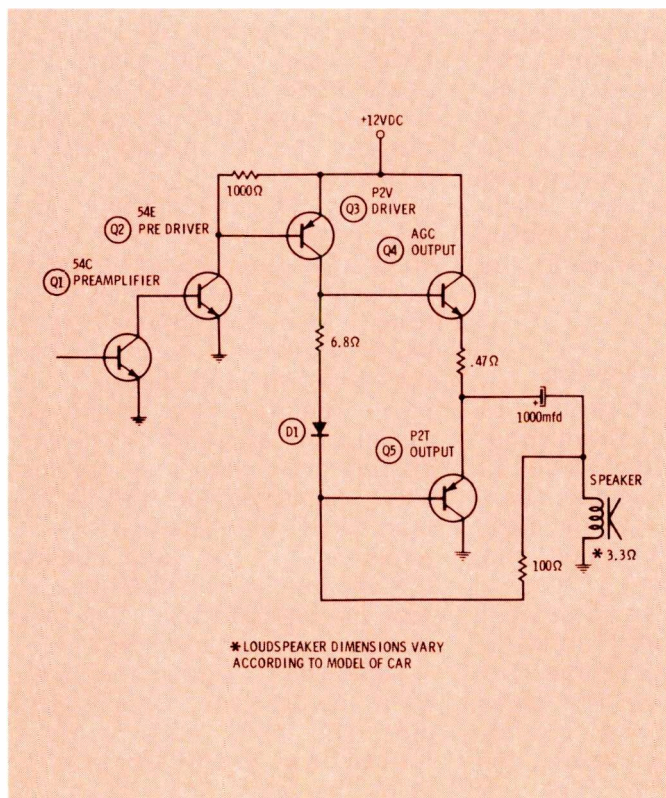 +12VDC
1000Ω
P2V
Q3 DRIVER
54E
Q2 PRE DRIVER
AGC
Q4 OUTPUT
54C
Q1 PREAMPLIFIER
6.8Ω
.47Ω
+
1000mfd
D1
P2T
Q5 OUTPUT
SPEAKER
100Ω
* 3.3Ω
*LOUDSPEAKER DIMENSIONS VARY
ACCORDING TO MODEL OF CAR